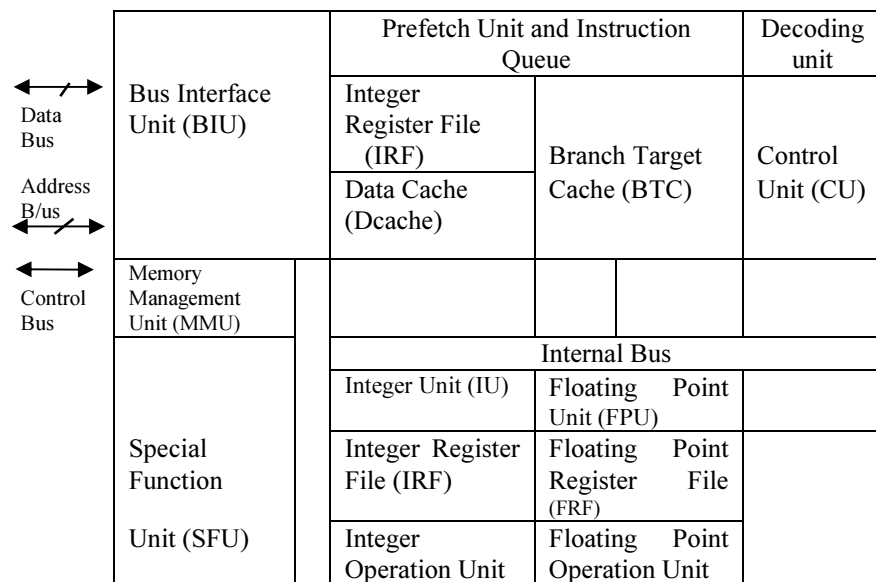 Prefetch Unit and Instruction
Queue
Decoding
unit
Data
Bus
Address
B/us
Control
Bus
Bus Interface
Unit (BIU)
Integer
Register File
(IRF)
Data Cache
(Dcache)
Branch Target
Cache (BTC)
Control
Unit (CU)
Memory
Management
Unit (MMU)
Internal Bus
Special
Function
Unit (SFU)
Integer Unit (IU)
Floating Point
Unit (FPU)
Integer Register
File (IRF)
Floating Point
Register File
(FRF)
Integer
Operation Unit
Floating Point
Operation Unit